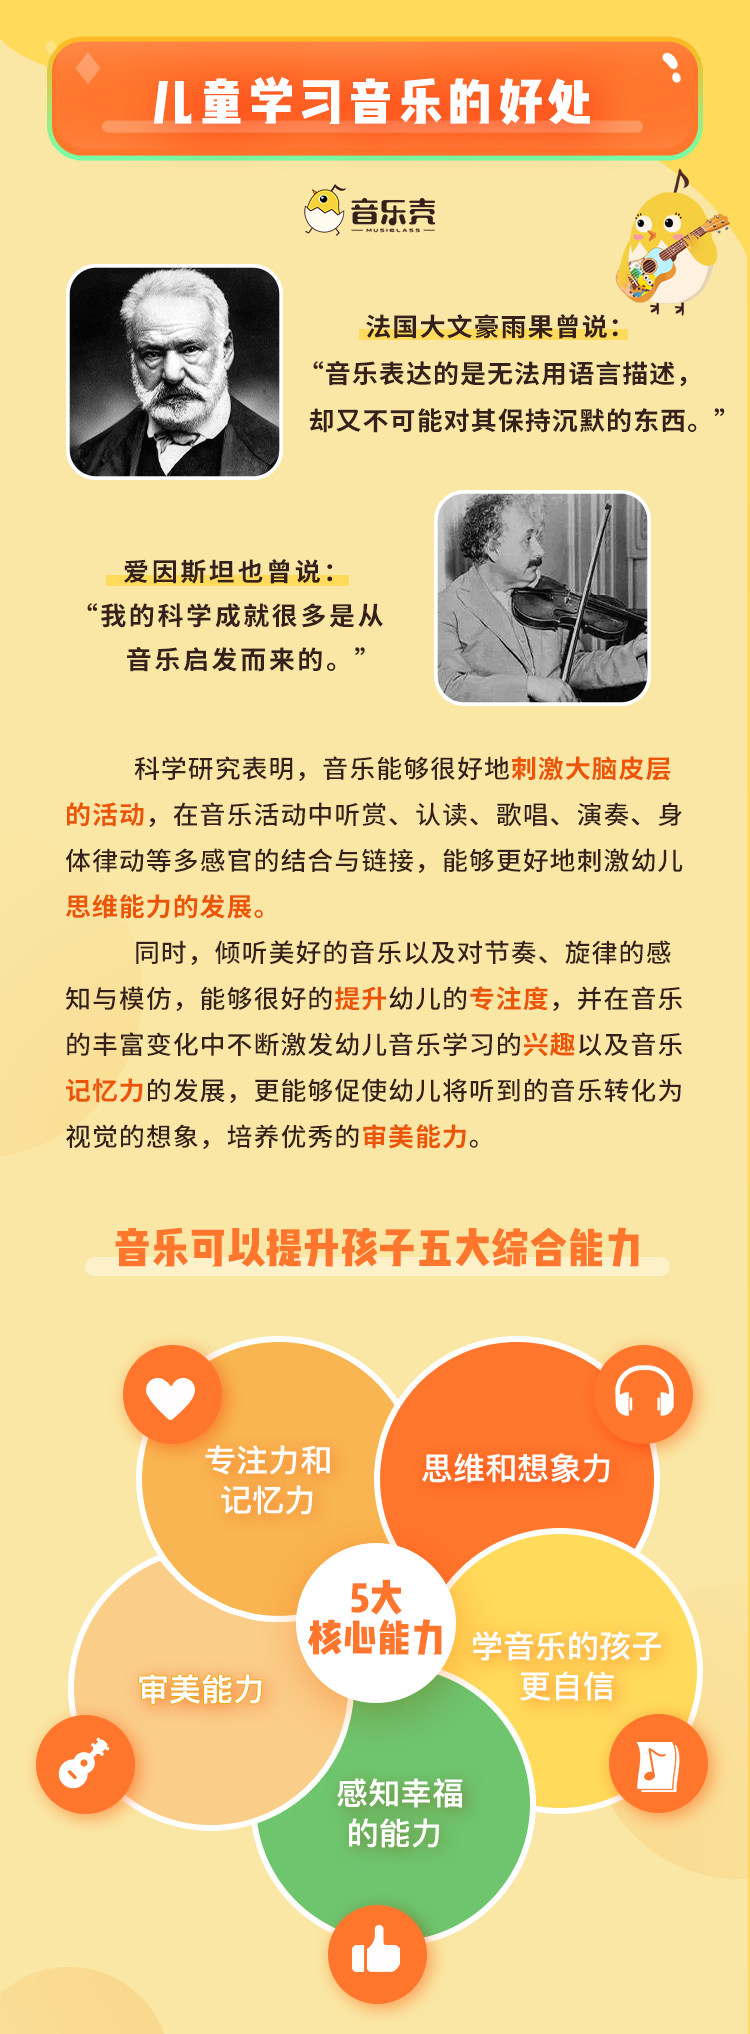 儿童学习音乐的好处
音乐壳
MUSIGLASS
法国大文豪雨果曾说：
“音乐表达的是无法用语言描述，
却又不可能对其保持沉默的东西。”
爱因斯坦也曾说：
“我的科学成就很多是从
音乐启发而来的。”
科学研究表明，音乐能够很好地刺激大脑皮层
的活动，在音乐活动中听赏、认读、歌唱、演奏、身
体律动等多感官的结合与链接，能够更好地刺激幼儿
思维能力的发展。
同时，倾听美好的音乐以及对节奏、旋律的感
知与模仿，能够很好的提升幼儿的专注度，并在音乐
的丰富变化中不断激发幼儿音乐学习的兴趣以及音乐
记忆力的发展，更能够促使幼儿将听到的音乐转化为
视觉的想象，培养优秀的审美能力。
音乐可以提升孩子五大综合能力
专注力和
记忆力
思维和想象力
5大
核心能力
学音乐的孩子
更自信
审美能力
感知幸福
的能力